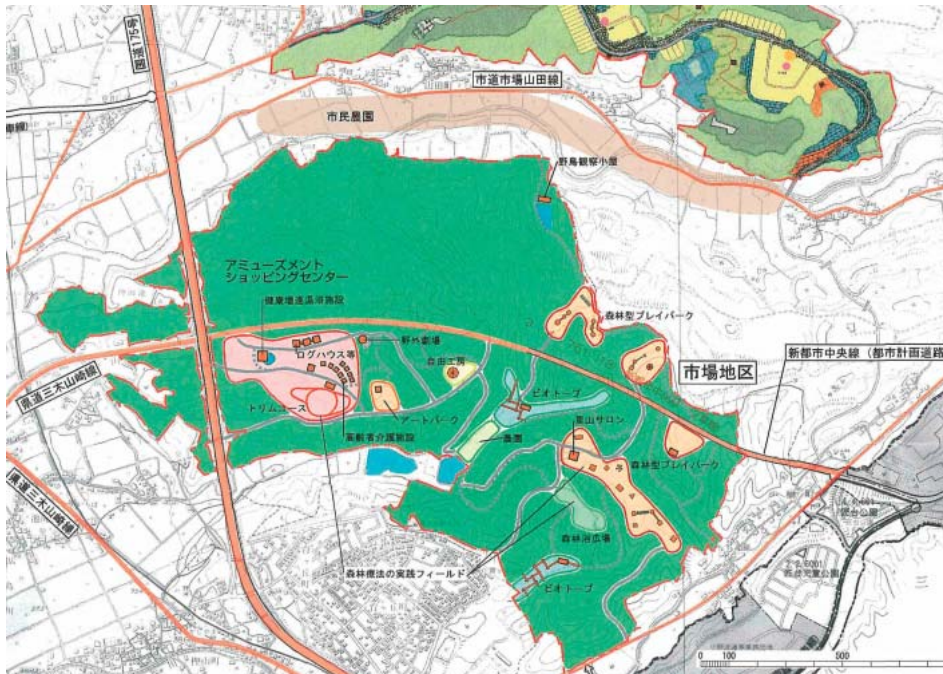 国道175号
市道市場山田線
市民農園
野鳥観察小屋
アミューズメント
ショッピングセンター
健康増進温浴施設
森林型プレイパーク
野外劇場
ログハウス等
自由工房
新都市中央線(都市計画道路
市場地区
県道三木山崎線
ビオトープ
トリムコース
アートパーク
里山サロン
高齢者介護施設
農園
森林型プレイパーク
県道三木山崎線
森林浴広場
森林療法の実践フィールド
ビオトープ
0 100 500